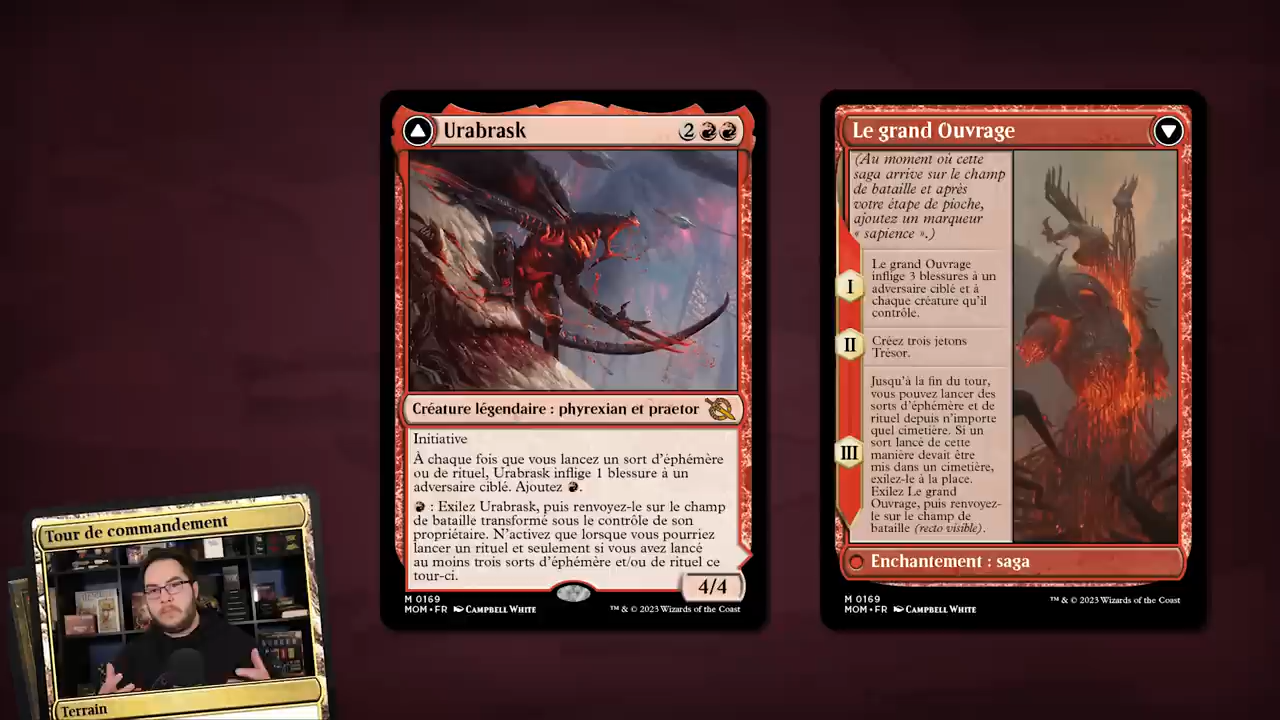 Urabrask
2
Créature légendaire : phyrexian et praetor
Initiative
À chaque fois que vous lancez un sort d'éphémère
ou de rituel, Urabrask inflige 1 blessure à un
adversaire ciblé. Ajoutez
: Exilez Urabrask, puis renvoyez-le sur le champ
de bataille transformé sous le contrôle de son
propriétaire. N'activez que lorsque vous pourriez
lancer un rituel et seulement si vous avez lancé
au moins trois sorts d'éphémère et/ou de rituel ce
tour-ci.
4/4
M 0169
MOM • FR CAMPBELL WHITE
™ & © 2023 Wizards of the Coast
Le grand Ouvrage
(Au moment où cette
saga arrive sur le champ
de bataille et après
votre étape de pioche,
ajoutez un marqueur
« sapience ».)
I
Le grand Ouvrage
inflige 3 blessures à un
adversaire ciblé et à
chaque créature qu'il
contrôle.
II
Créez trois jetons
Trésor.
III
Jusqu'à la fin du tour,
vous pouvez lancer des
sorts d'éphémère et de
rituel depuis n'importe
quel cimetière. Si un
sort lancé de cette
manière devait être
mis dans un cimetière,
exilez-le à la place.
Exilez Le grand
Ouvrage, puis renvoyez-
le sur le champ de
bataille (recto visible).
Enchantement : saga
M 0169
MOM • FR CAMPBELL WHITE
™ & © 2023 Wizards of the Coast
Tour de commandement
Terrain